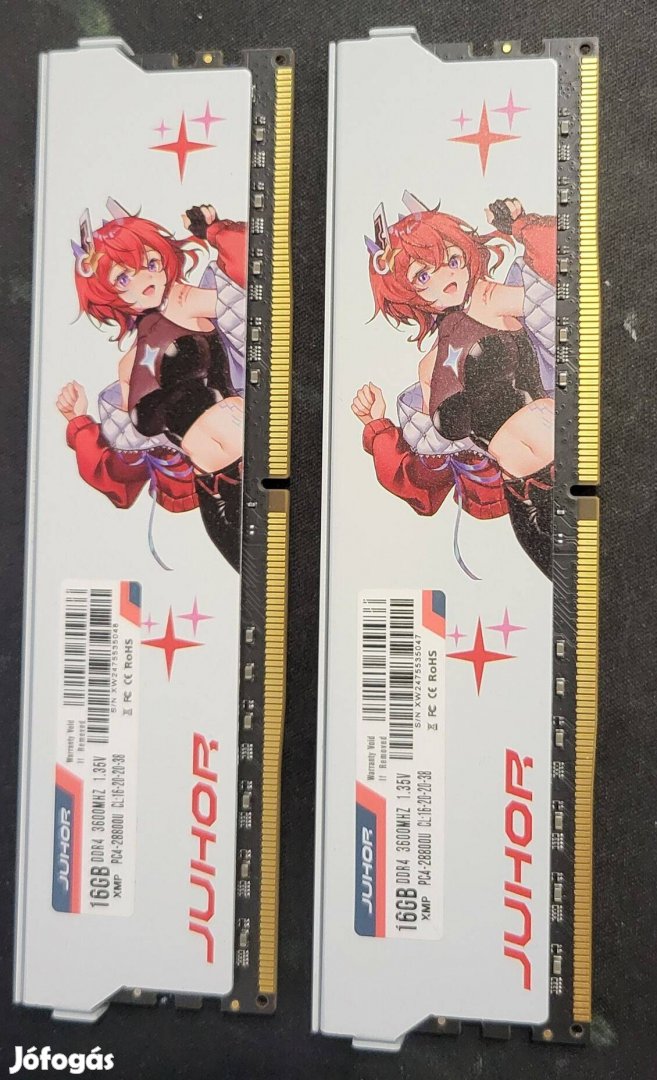 JUHOR
Warranty Void
If Removed
S/N XW2475535048
FC CE RoHS
16GB DDR4 3600MHZ 1.35V
XMP PC4-28800U CL:16-20-20-38
JUHOR
JUHOR
Warranty Void
If Removed
S/N XW2475535047
FC CE RoHS
16GB DDR4 3600MHZ 1.35V
XMP PC4-28800U CL:16-20-20-38
JUHOR
Jófogás